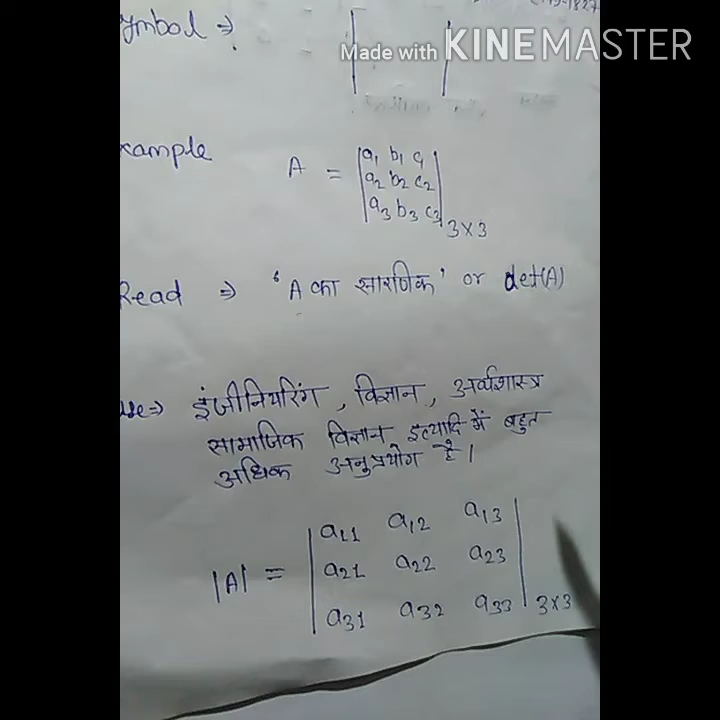 ymbol ⇒ | |
Made with KINEMASTER
xample A = |a₁ b₁ c₁
a₂ b₂ c₂
a₃ b₃ c₃| 3×3
Read ⇒ 'A का सारणिक' or det(A)
use ⇒ इंजीनियरिंग, विज्ञान, अर्थशास्त्र
सामाजिक विज्ञान इत्यादि में बहुत
अधिक अनुप्रयोग है।
|A| = |a₁₁ a₁₂ a₁₃
a₂₁ a₂₂ a₂₃
a₃₁ a₃₂ a₃₃| 3×3